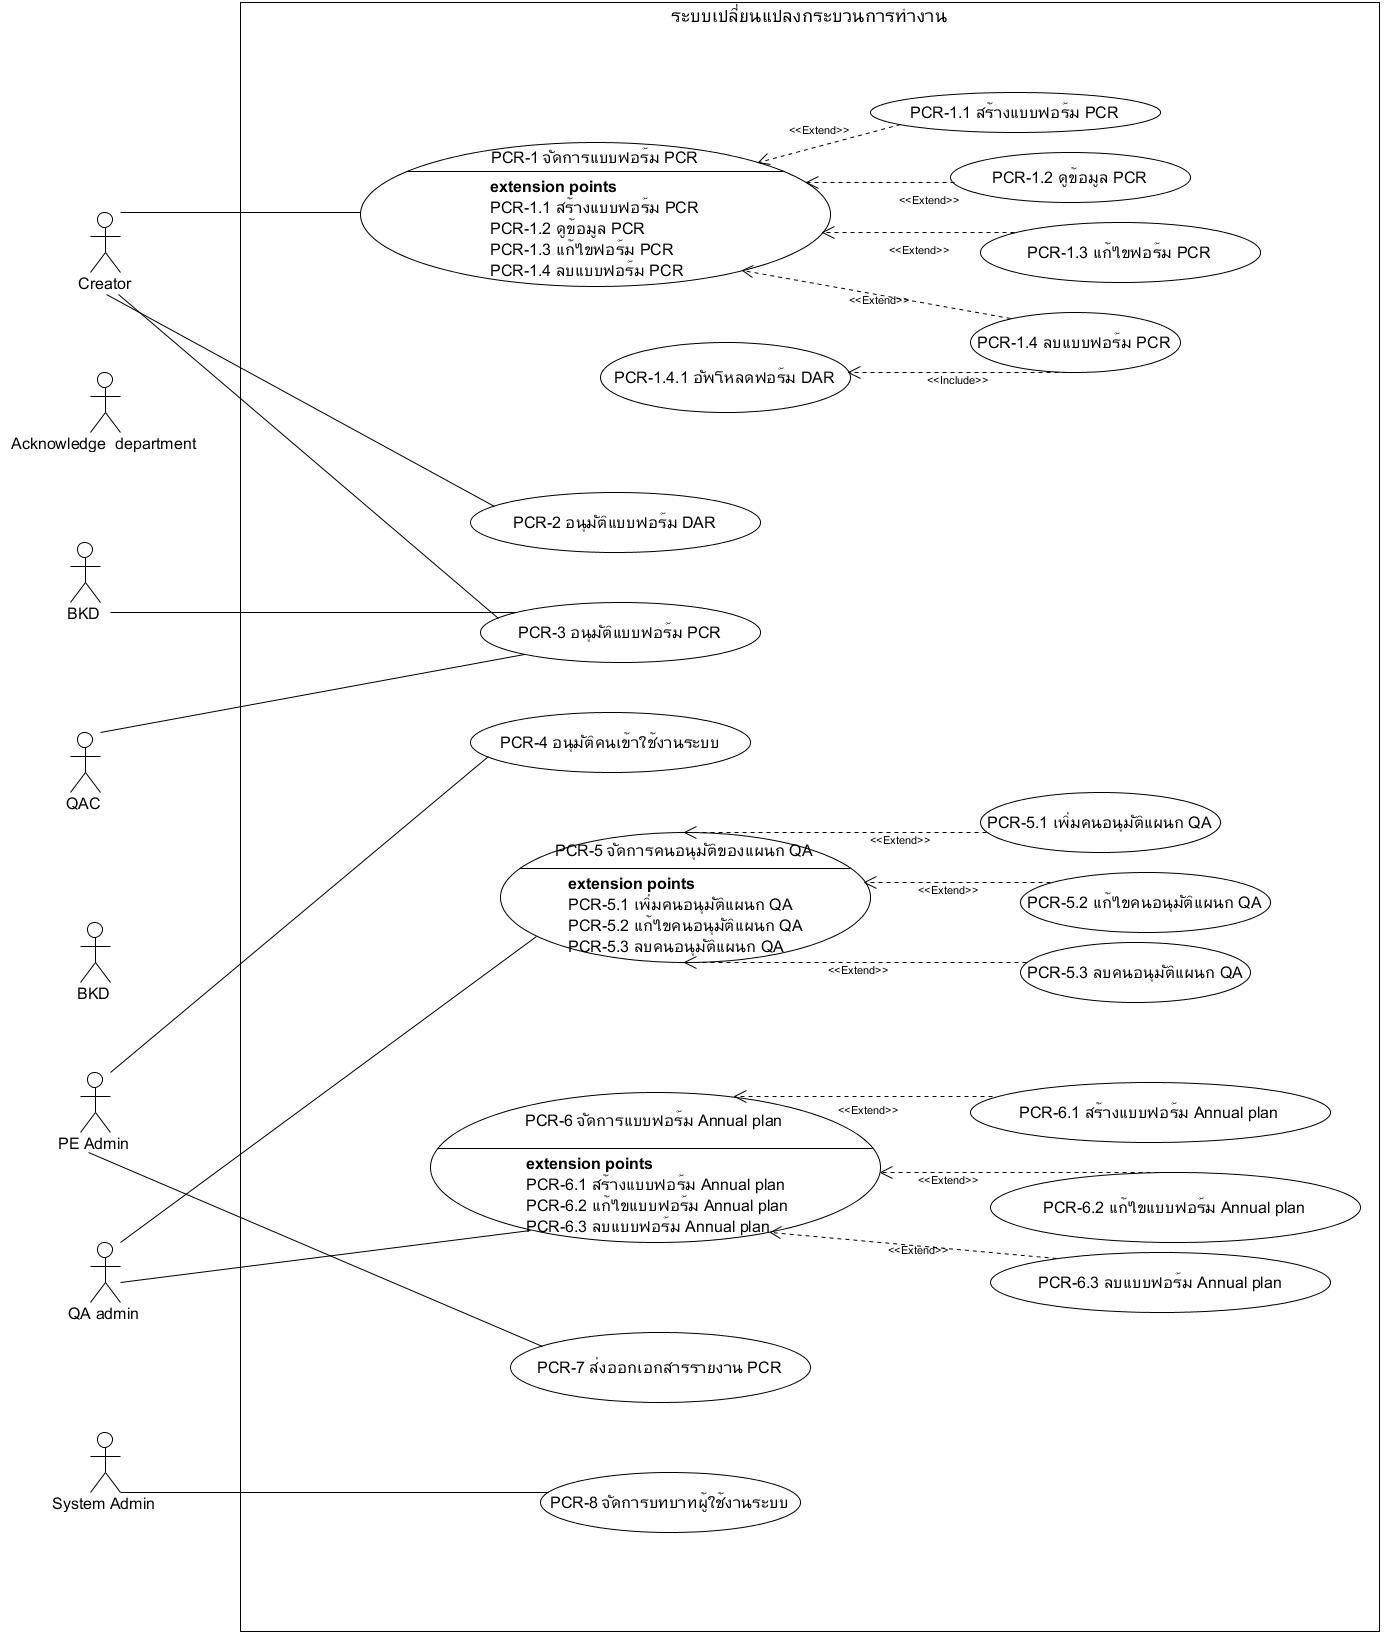 ระบบเปลี่ยนแปลงกระบวนการทำงาน
PCR-1.1 สร้างแบบฟอร์ม PCR
<<Extend>>
PCR-1 จัดการแบบฟอร์ม PCR
extension points
PCR-1.1 สร้างแบบฟอร์ม PCR
PCR-1.2 ดูข้อมูล PCR
PCR-1.3 แก้ไขฟอร์ม PCR
PCR-1.4 ลบแบบฟอร์ม PCR
PCR-1.2 ดูข้อมูล PCR
<<Extend>>
PCR-1.3 แก้ไขฟอร์ม PCR
<<Extend>>
Creator
<<Extend>>
PCR-1.4 ลบแบบฟอร์ม PCR
PCR-1.4.1 อัพโหลดฟอร์ม DAR
<<Include>>
Acknowledge department
PCR-2 อนุมัติแบบฟอร์ม DAR
BKD
PCR-3 อนุมัติแบบฟอร์ม PCR
PCR-4 อนุมัติคนเข้าใช้งานระบบ
QAC
PCR-5.1 เพิ่มคนอนุมัติแผนก QA
<<Extend>>
PCR-5 จัดการคนอนุมัติของแผนก QA
extension points
PCR-5.1 เพิ่มคนอนุมัติแผนก QA
PCR-5.2 แก้ไขคนอนุมัติแผนก QA
PCR-5.3 ลบคนอนุมัติแผนก QA
<<Extend>>
PCR-5.2 แก้ไขคนอนุมัติแผนก QA
<<Extend>>
PCR-5.3 ลบคนอนุมัติแผนก QA
BKD
PCR-6 จัดการแบบฟอร์ม Annual plan
extension points
PCR-6.1 สร้างแบบฟอร์ม Annual plan
PCR-6.2 แก้ไขแบบฟอร์ม Annual plan
PCR-6.3 ลบแบบฟอร์ม Annual plan
<<Extend>>
PCR-6.1 สร้างแบบฟอร์ม Annual plan
PE Admin
<<Extend>>
PCR-6.2 แก้ไขแบบฟอร์ม Annual plan
<<Extend>>
PCR-6.3 ลบแบบฟอร์ม Annual plan
QA admin
PCR-7 ส่งออกเอกสารรายงาน PCR
System Admin
PCR-8 จัดการบทบาทผู้ใช้งานระบบ